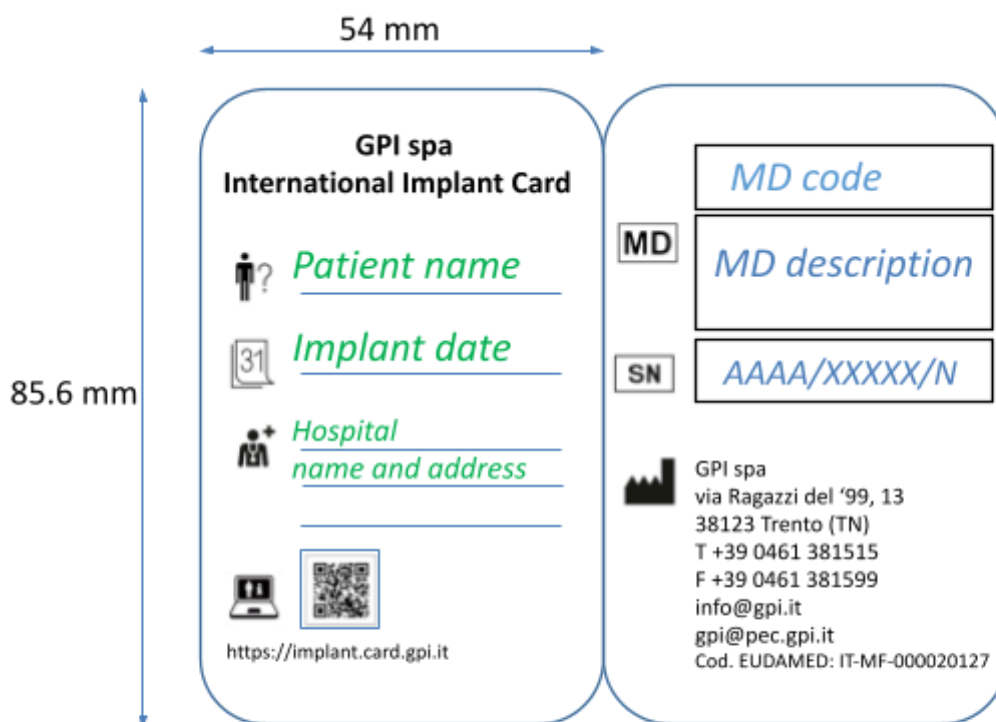 54 mm
85.6 mm
GPI spa
International Implant Card
?
Patient name
31
Implant date
Hospital
name and address
https://implant.card.gpi.it
MD code
MD
MD description
SN
AAAA/XXXXX/N
GPI spa
via Ragazzi del ‘99, 13
38123 Trento (TN)
T +39 0461 381515
F +39 0461 381599
info@gpi.it
gpi@pec.gpi.it
Cod. EUDAMED: IT-MF-000020127